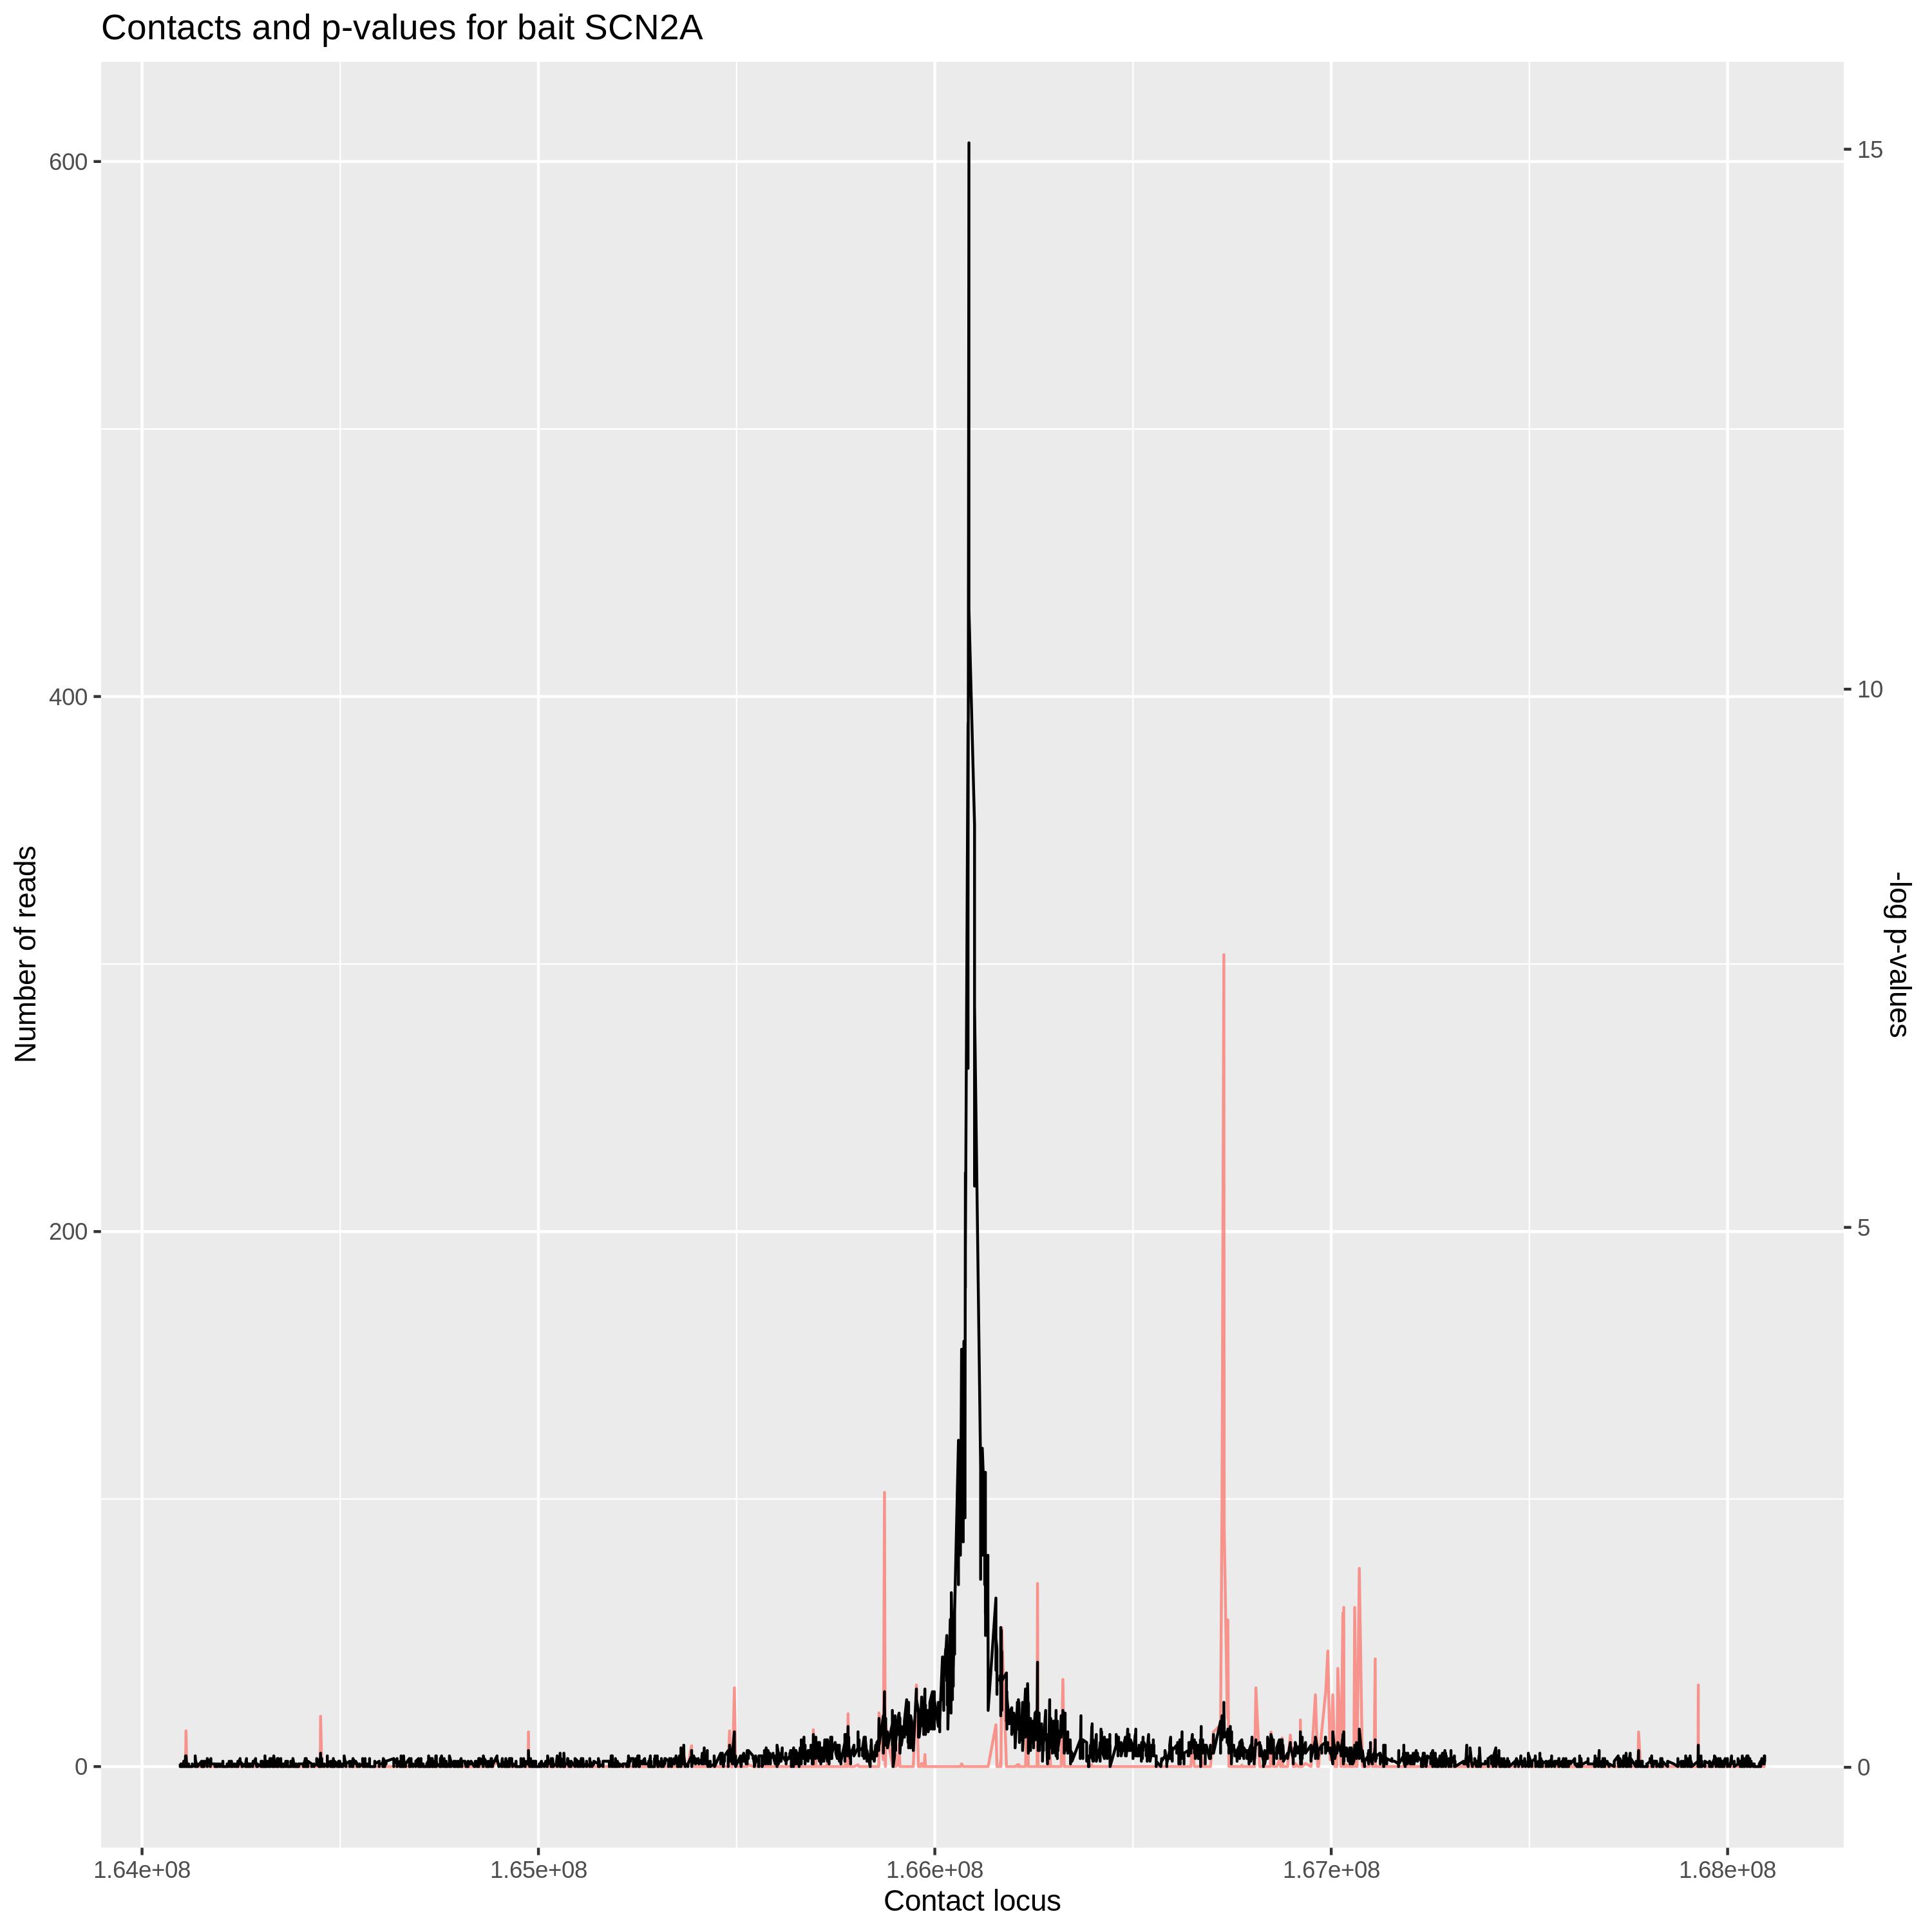 Contacts and p-values for bait SCN2A
600
400
200
0
Number of reads
15
10
5
0
-log p-values
1.64e+08 1.65e+08 1.66e+08 1.67e+08 1.68e+08
Contact locus